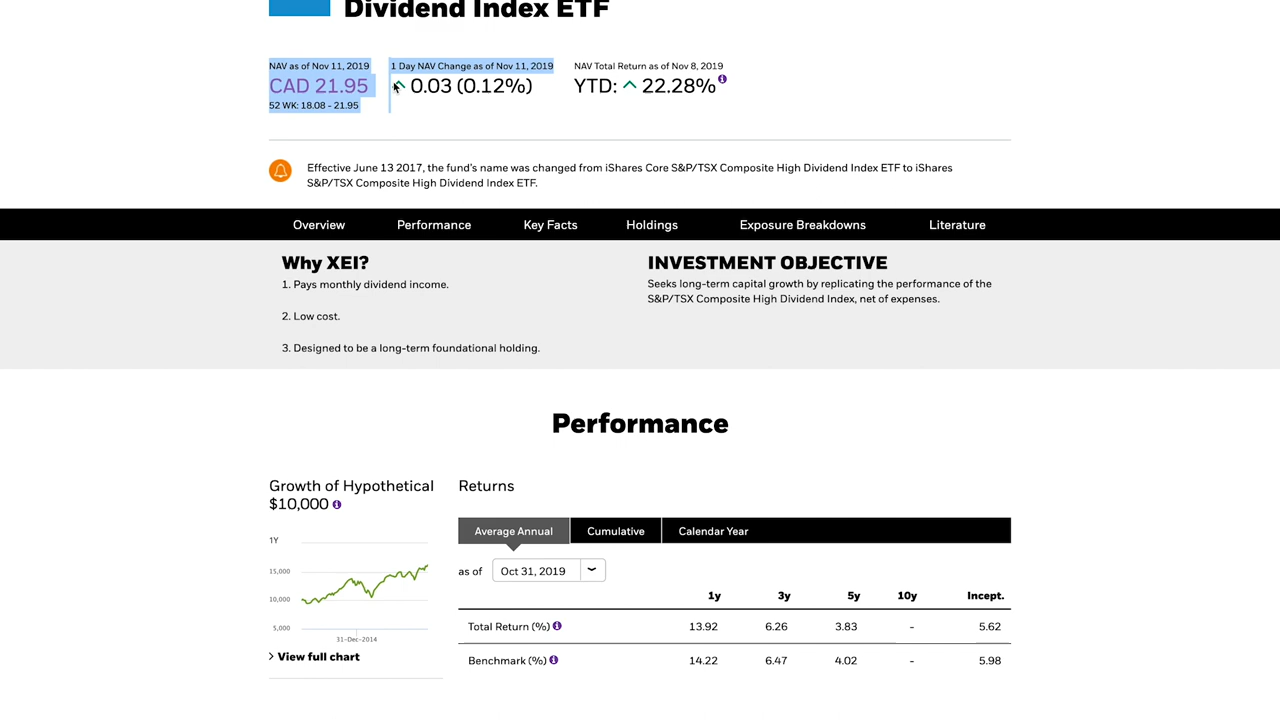 Dividend Index ETF
NAV as of Nov 11, 2019
CAD 21.95
52 WK: 18.08 - 21.95
1 Day NAV Change as of Nov 11, 2019
0.03 (0.12%)
NAV Total Return as of Nov 8, 2019
YTD: 22.28%
Effective June 13 2017, the fund's name was changed from iShares Core S&P/TSX Composite High Dividend Index ETF to iShares
S&P/TSX Composite High Dividend Index ETF.
Overview Performance Key Facts Holdings Exposure Breakdowns Literature
Why XEI?
1. Pays monthly dividend income.
2. Low cost.
3. Designed to be a long-term foundational holding.
INVESTMENT OBJECTIVE
Seeks long-term capital growth by replicating the performance of the
S&P/TSX Composite High Dividend Index, net of expenses.
Performance
Growth of Hypothetical
$10,000
1Y
15,000
10,000
5,000
31-Dec-2014
> View full chart
Returns
Average Annual Cumulative Calendar Year
as of Oct 31, 2019
1y 3y 5y 10y Incept.
Total Return (%) 13.92 6.26 3.83 - 5.62
Benchmark (%) 14.22 6.47 4.02 - 5.98